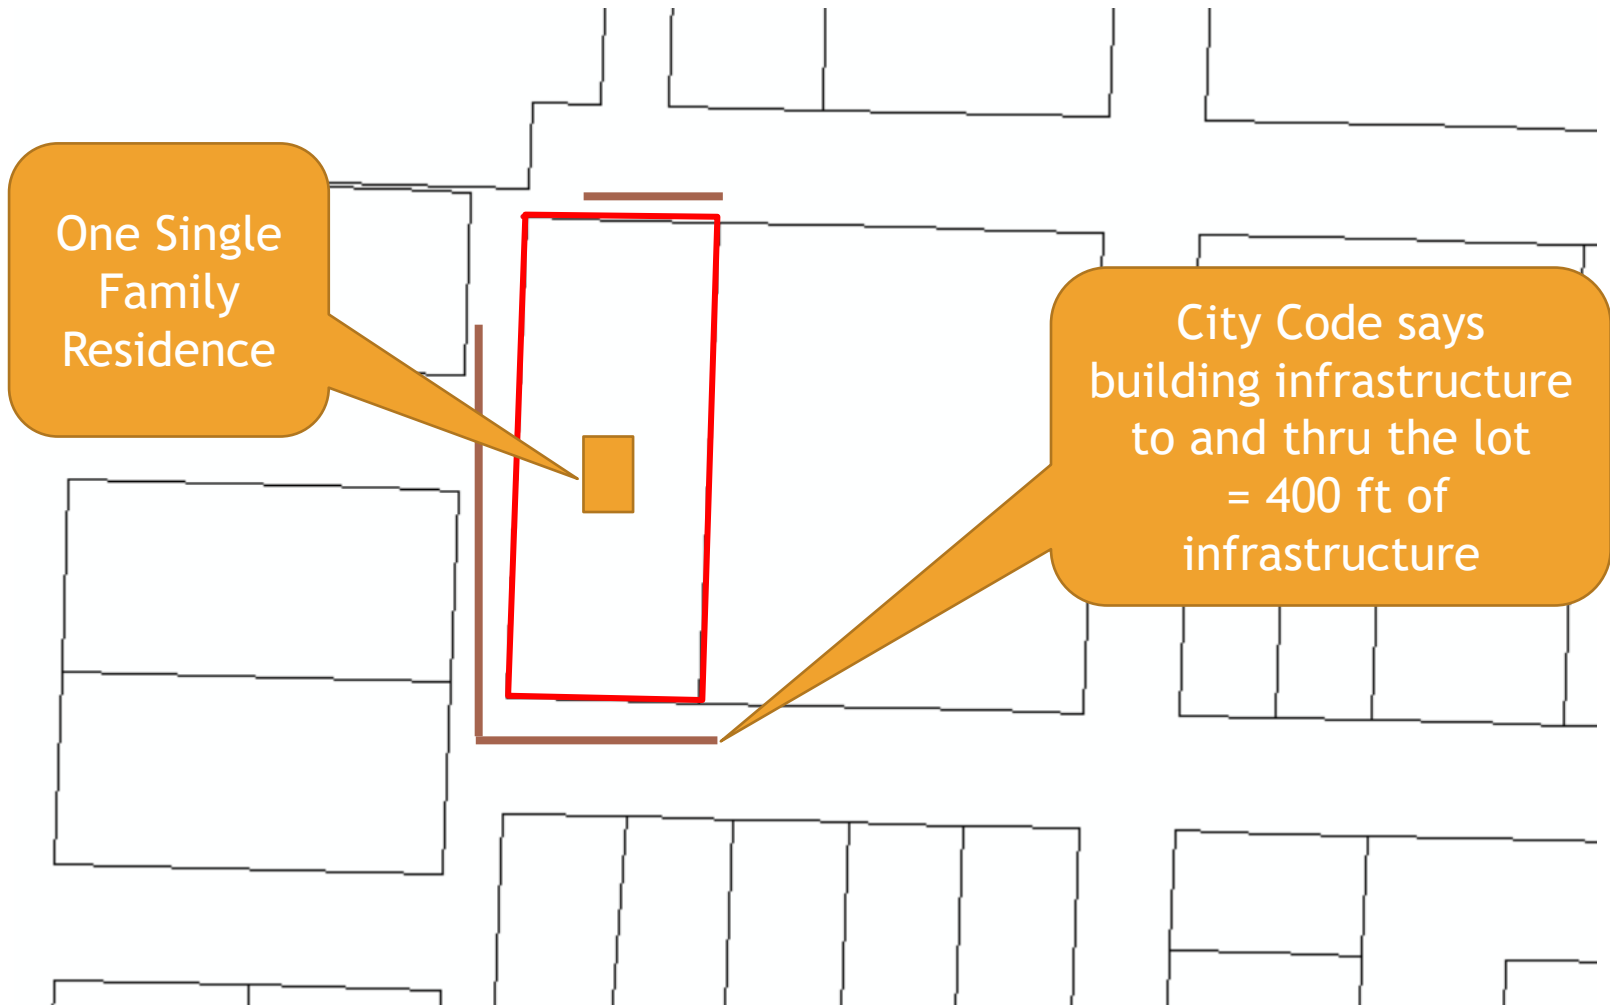 One Single
Family
Residence
City Code says
building infrastructure
to and thru the lot
= 400 ft of
infrastructure